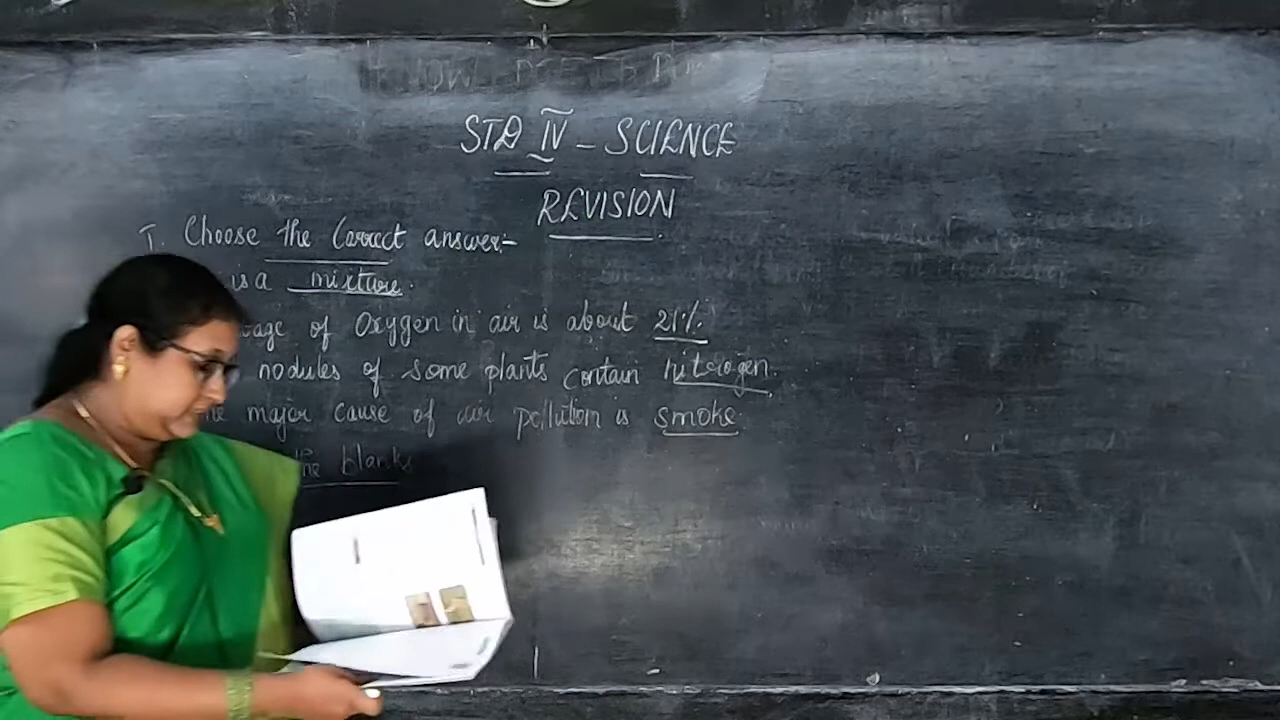 STD IV - SCIENCE
REVISION
I. Choose the Correct answer:-
is a mixture.
of Oxygen in air is about 21%.
nodules of some plants contain nitrogen.
major cause of air pollution is smoke.
the blanks